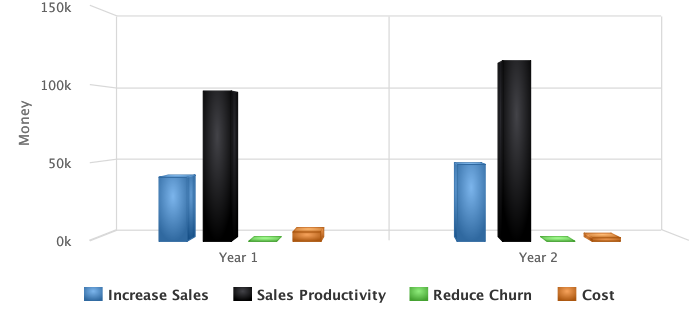 150k
100k
50k
0k
Money
Year 1
Year 2
Increase Sales
Sales Productivity
Reduce Churn
Cost